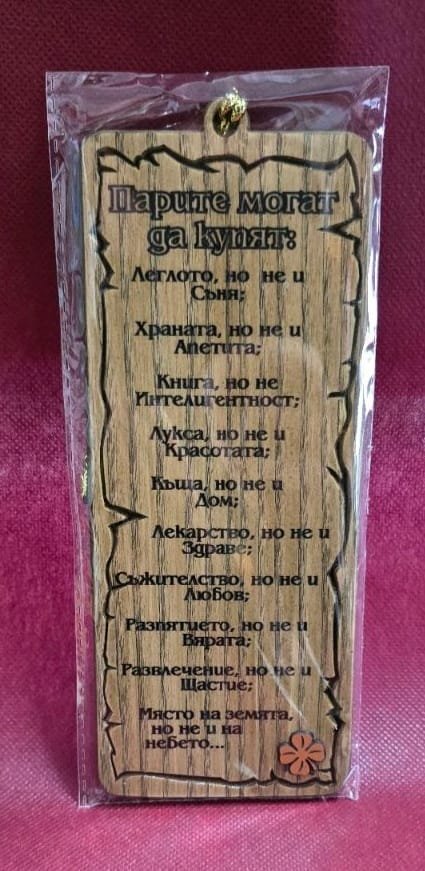 Парите могат
да купят:
Леглото, но не и
Съня;
Храната, но не и
Апетита;
Книга, но не
Интелигентност;
Лукса, но не и
Красотата;
Къща, но не и
Дом;
Лекарство, но не и
Здраве;
Съжителство, но не и
Любов;
Разпятието, но не и
Вярата;
Развлечение, но не и
Щастие;
Място на земята,
но не и на
небето...